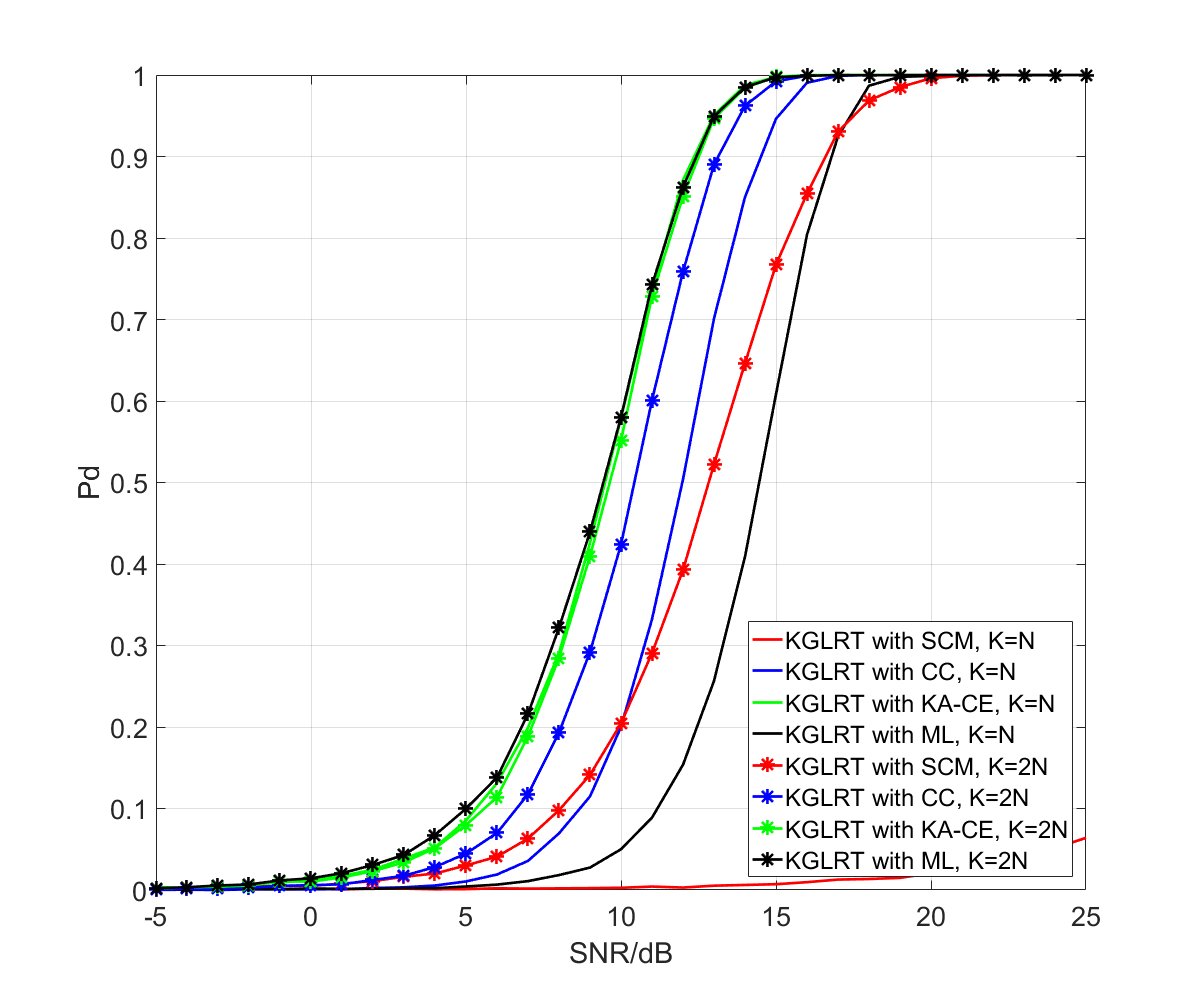 1
0.9
0.8
0.7
0.6
0.5
0.4
0.3
0.2
0.1
0
Pd
-5 0 5 10 15 20 25
SNR/dB
KGLRT with SCM, K=N
KGLRT with CC, K=N
KGLRT with KA-CE, K=N
KGLRT with ML, K=N
KGLRT with SCM, K=2N
KGLRT with CC, K=2N
KGLRT with KA-CE, K=2N
KGLRT with ML, K=2N